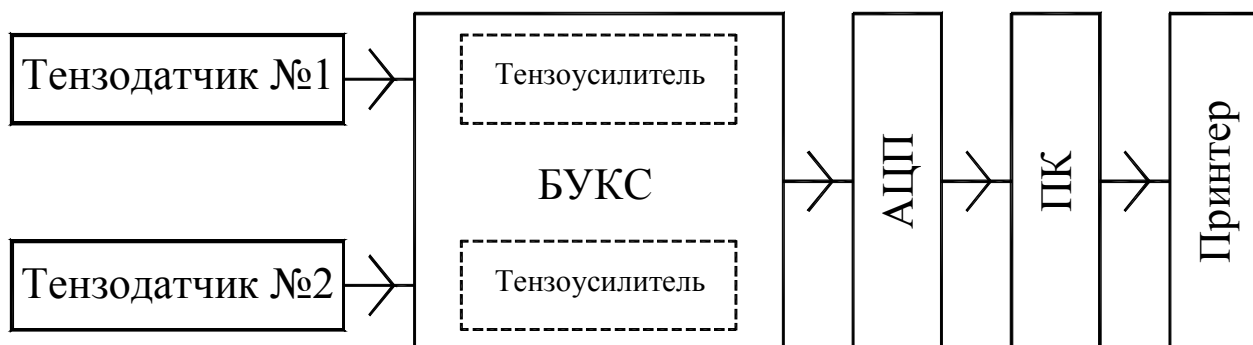 Тензодатчик №1
Тензоусилитель
БУКС
Тензодатчик №2
Тензоусилитель
АЦП
ПК
Принтер